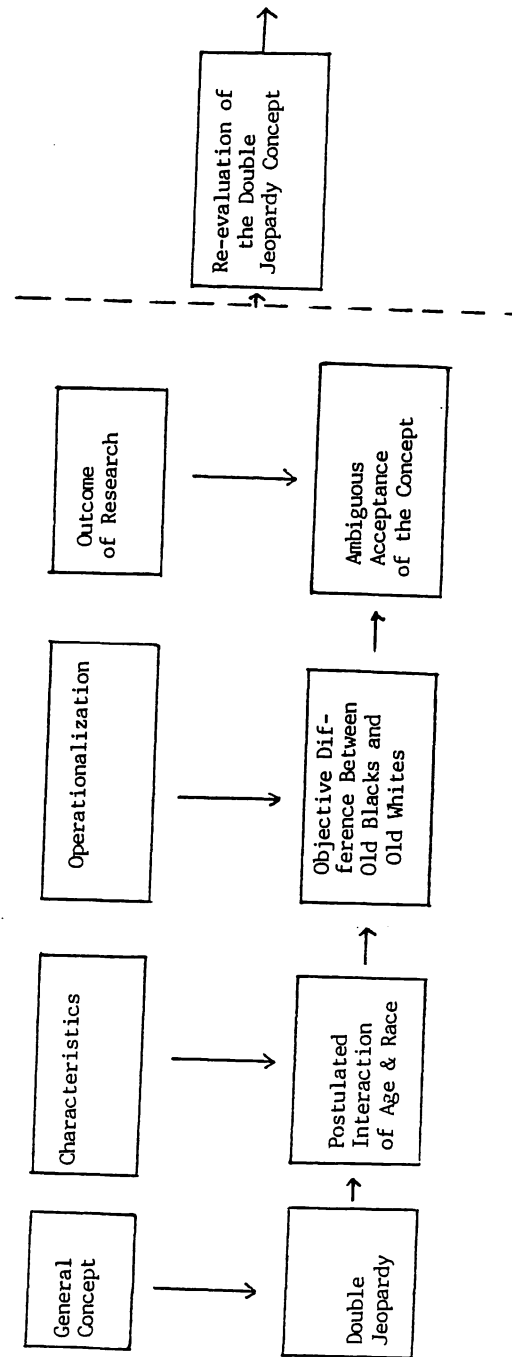 General
Concept
Characteristics
Operationalization
Outcome
of Research
Double
Jeopardy
Postulated
Interaction
of Age & Race
Objective Dif-
ference Between
Old Blacks and
Old Whites
Ambiguous
Acceptance
of the Concept
Re-evaluation of
the Double
Jeopardy Concept